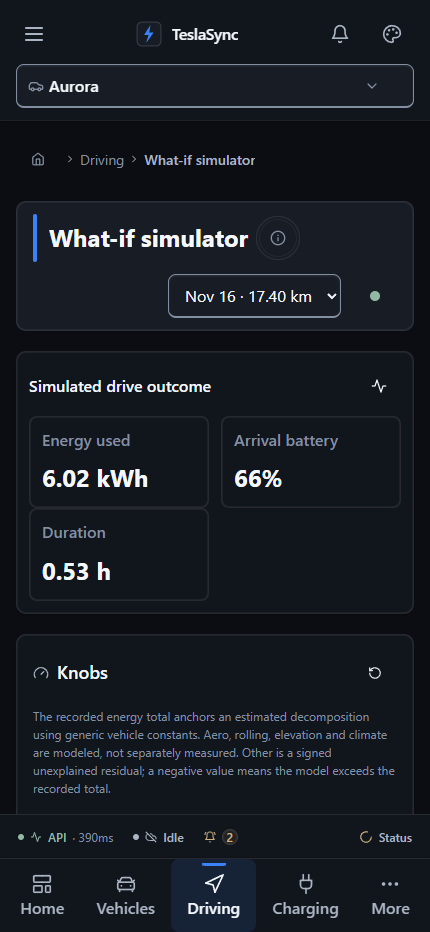 TeslaSync
Aurora
Driving
What-if simulator
What-if simulator
Nov 16 · 17.40 km
Simulated drive outcome
Energy used
6.02 kWh
Arrival battery
66%
Duration
0.53 h
Knobs
The recorded energy total anchors an estimated decomposition
using generic vehicle constants. Aero, rolling, elevation and climate
are modeled, not separately measured. Other is a signed
unexplained residual; a negative value means the model exceeds the
recorded total.
API · 390ms
Idle
2
Status
Home
Vehicles
Driving
Charging
More